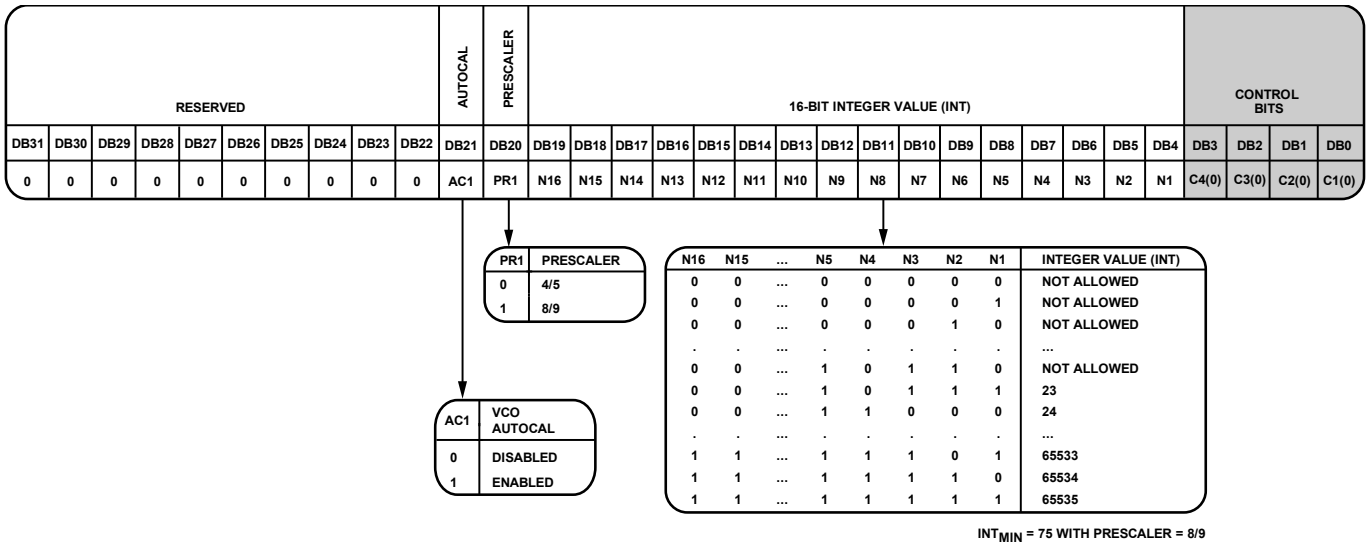 RESERVED AUTOCAL PRESCALER 16-BIT INTEGER VALUE (INT) CONTROL
BITS
DB31 DB30 DB29 DB28 DB27 DB26 DB25 DB24 DB23 DB22 DB21 DB20 DB19 DB18 DB17 DB16 DB15 DB14 DB13 DB12 DB11 DB10 DB9 DB8 DB7 DB6 DB5 DB4 DB3 DB2 DB1 DB0
0 0 0 0 0 0 0 0 0 0 AC1 PR1 N16 N15 N14 N13 N12 N11 N10 N9 N8 N7 N6 N5 N4 N3 N2 N1 C4(0) C3(0) C2(0) C1(0)
PR1 PRESCALER
0 4/5
1 8/9
AC1 VCO
AUTOCAL
0 DISABLED
1 ENABLED
N16 N15 ... N5 N4 N3 N2 N1 INTEGER VALUE (INT)
0 0 ... 0 0 0 0 0 NOT ALLOWED
0 0 ... 0 0 0 0 1 NOT ALLOWED
0 0 ... 0 0 0 1 0 NOT ALLOWED
. . ... . . . . . ...
0 0 ... 1 0 1 1 0 NOT ALLOWED
0 0 ... 1 0 1 1 1 23
0 0 ... 1 1 0 0 0 24
. . ... . . . . . ...
1 1 ... 1 1 1 0 1 65533
1 1 ... 1 1 1 1 0 65534
1 1 ... 1 1 1 1 1 65535
INTMIN = 75 WITH PRESCALER = 8/9